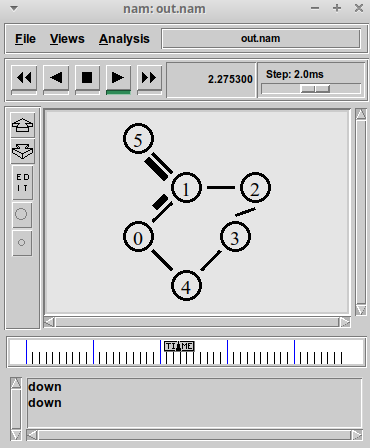 nam: out.nam
File Views Analysis out.nam
2.275300 Step: 2.0ms
5
1 2
E D
I T
0 3
4
TIME
down
down